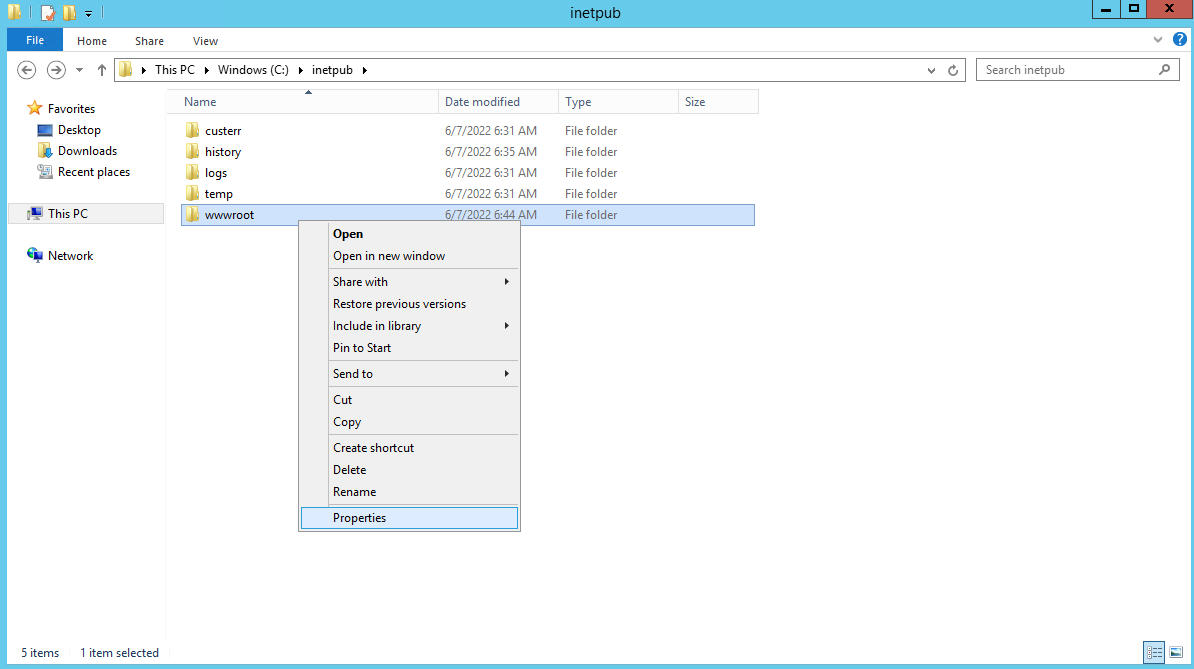 inetpub
File Home Share View
This PC Windows (C:) inetpub
Search inetpub
Favorites
Desktop
Downloads
Recent places
This PC
Network
Name Date modified Type Size
custerr 6/7/2022 6:31 AM File folder
history 6/7/2022 6:35 AM File folder
logs 6/7/2022 6:31 AM File folder
temp 6/7/2022 6:31 AM File folder
wwwroot 6/7/2022 6:44 AM File folder
Open
Open in new window
Share with
Restore previous versions
Include in library
Pin to Start
Send to
Cut
Copy
Create shortcut
Delete
Rename
Properties
5 items 1 item selected